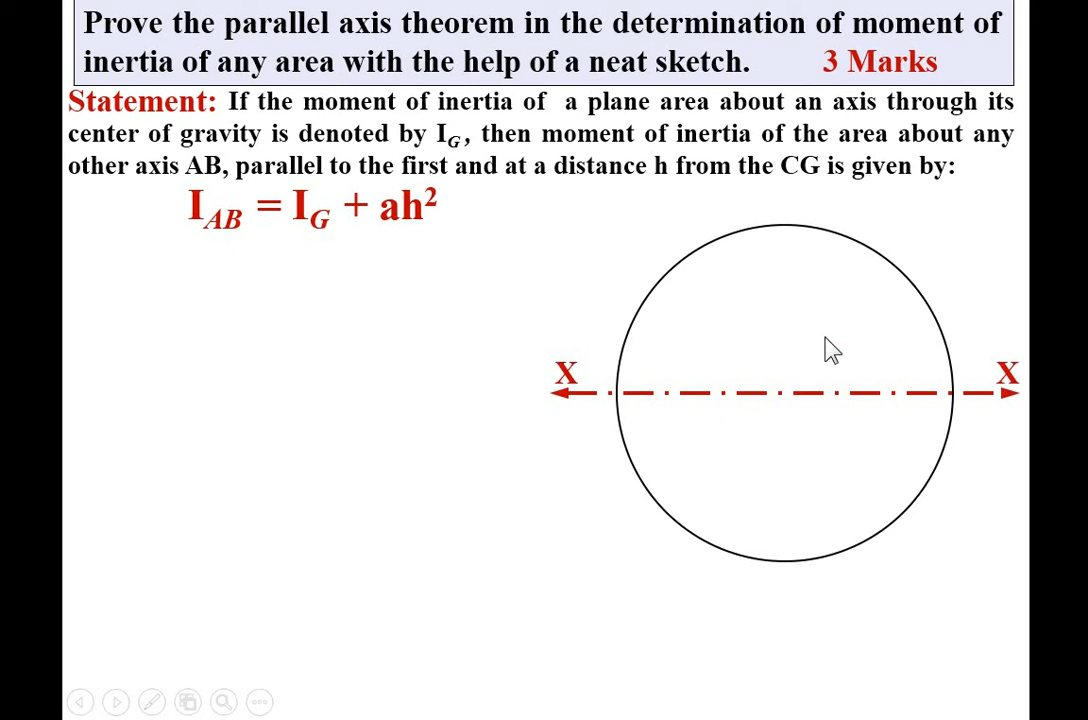 Prove the parallel axis theorem in the determination of moment of
inertia of any area with the help of a neat sketch. 3 Marks
Statement: If the moment of inertia of a plane area about an axis through its
center of gravity is denoted by I_G, then moment of inertia of the area about any
other axis AB, parallel to the first and at a distance h from the CG is given by:
I_AB = I_G + ah²
X X